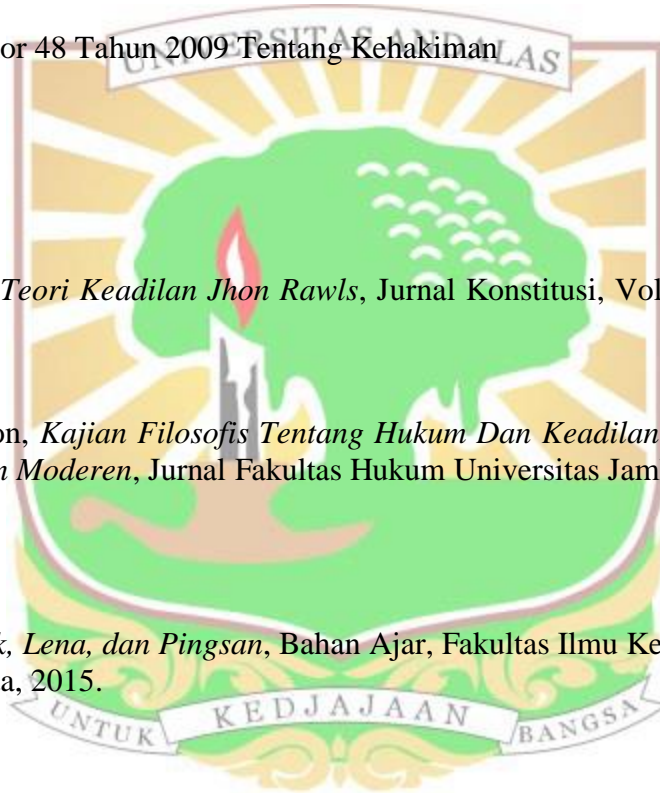 or 48 Tahun 2009 Tentang Kehakiman
UNIVERSITAS ANDALAS
Teori Keadilan Jhon Rawls, Jurnal Konstitusi, Vol
on, Kajian Filosofis Tentang Hukum Dan Keadilan
n Moderen, Jurnal Fakultas Hukum Universitas Jam
k, Lena, dan Pingsan, Bahan Ajar, Fakultas Ilmu Ke
a, 2015.
UNTUK KEDJAJAAN BANGSA